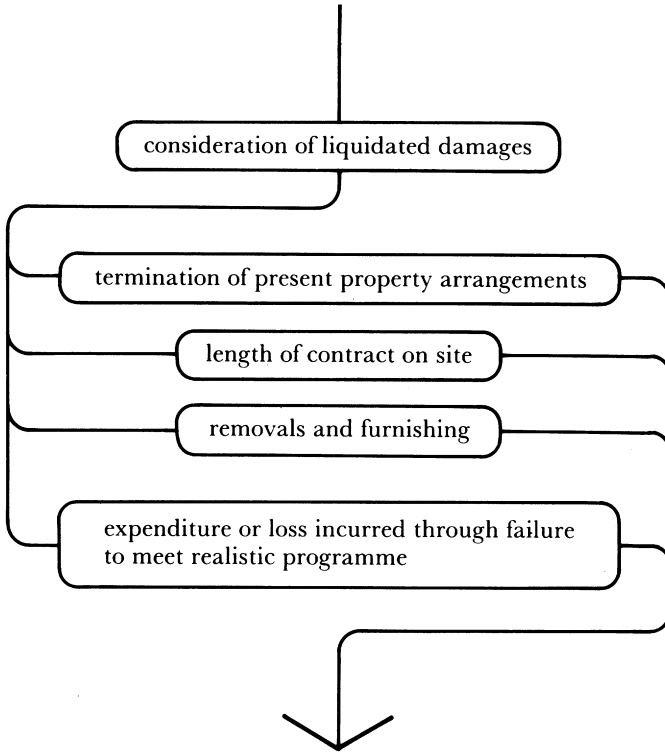 consideration of liquidated damages
termination of present property arrangements
length of contract on site
removals and furnishing
expenditure or loss incurred through failure
to meet realistic programme